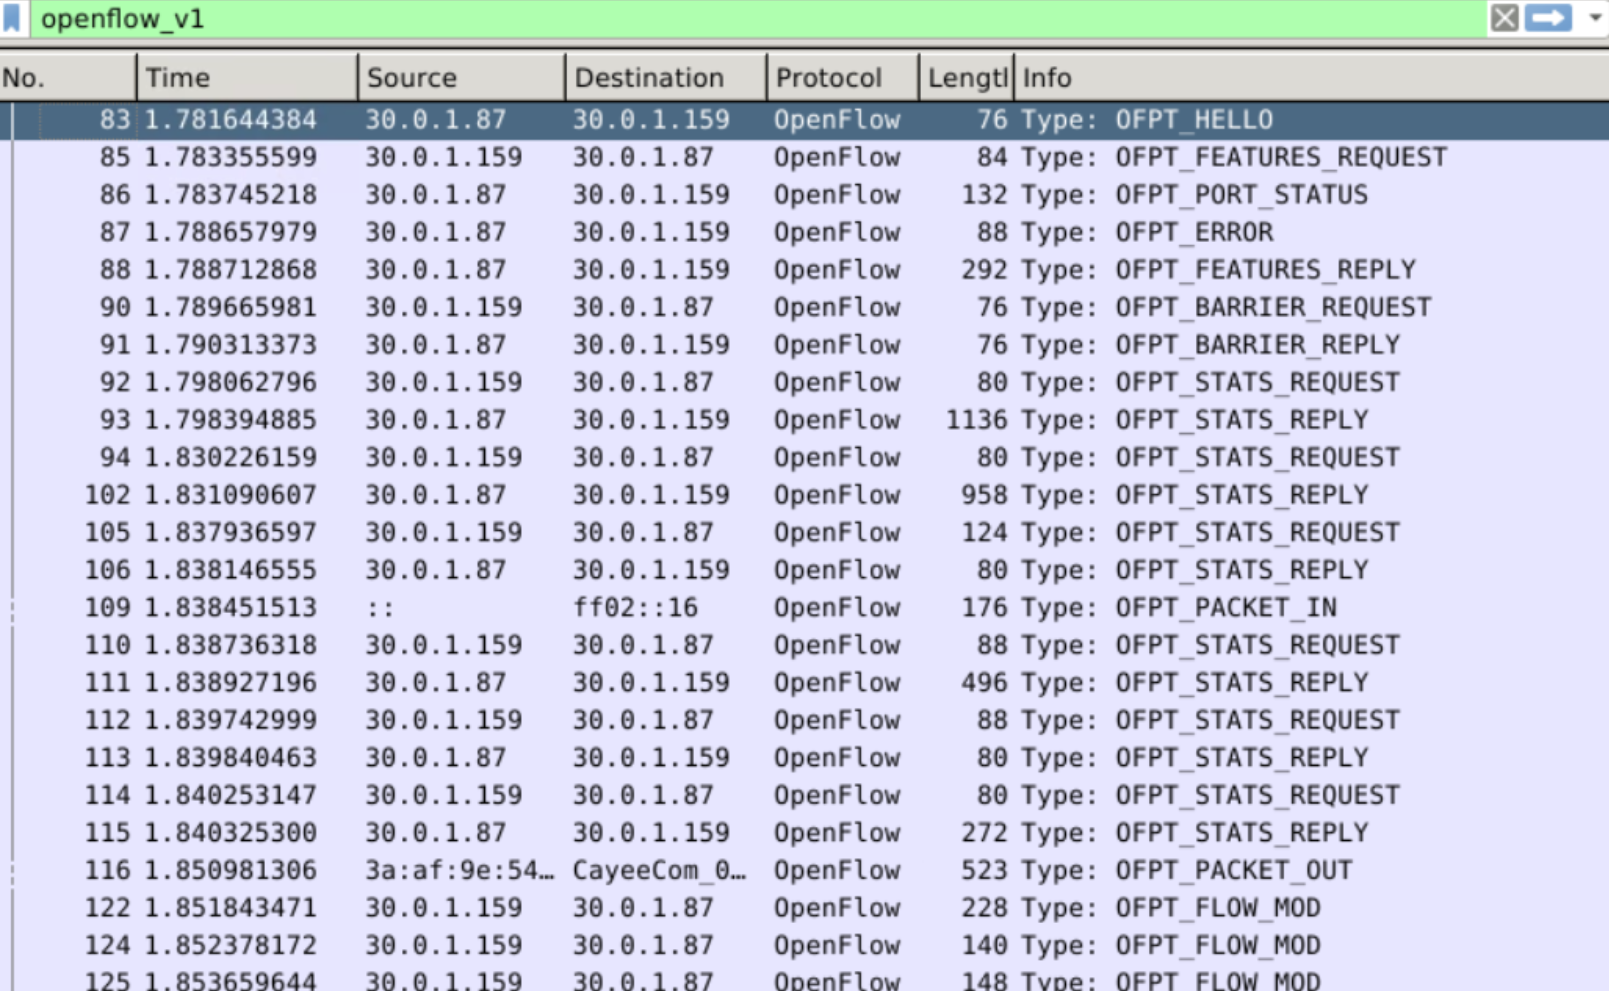 openflow_v1
No. Time Source Destination Protocol Lengtl Info
83 1.781644384 30.0.1.87 30.0.1.159 OpenFlow 76 Type: OFPT_HELLO
85 1.783355599 30.0.1.159 30.0.1.87 OpenFlow 84 Type: OFPT_FEATURES_REQUEST
86 1.783745218 30.0.1.87 30.0.1.159 OpenFlow 132 Type: OFPT_PORT_STATUS
87 1.788657979 30.0.1.87 30.0.1.159 OpenFlow 88 Type: OFPT_ERROR
88 1.788712868 30.0.1.87 30.0.1.159 OpenFlow 292 Type: OFPT_FEATURES_REPLY
90 1.789665981 30.0.1.159 30.0.1.87 OpenFlow 76 Type: OFPT_BARRIER_REQUEST
91 1.790313373 30.0.1.87 30.0.1.159 OpenFlow 76 Type: OFPT_BARRIER_REPLY
92 1.798062796 30.0.1.159 30.0.1.87 OpenFlow 80 Type: OFPT_STATS_REQUEST
93 1.798394885 30.0.1.87 30.0.1.159 OpenFlow 1136 Type: OFPT_STATS_REPLY
94 1.830226159 30.0.1.159 30.0.1.87 OpenFlow 80 Type: OFPT_STATS_REQUEST
102 1.831090607 30.0.1.87 30.0.1.159 OpenFlow 958 Type: OFPT_STATS_REPLY
105 1.837936597 30.0.1.159 30.0.1.87 OpenFlow 124 Type: OFPT_STATS_REQUEST
106 1.838146555 30.0.1.87 30.0.1.159 OpenFlow 80 Type: OFPT_STATS_REPLY
109 1.838451513 :: ff02::16 OpenFlow 176 Type: OFPT_PACKET_IN
110 1.838736318 30.0.1.159 30.0.1.87 OpenFlow 88 Type: OFPT_STATS_REQUEST
111 1.838927196 30.0.1.87 30.0.1.159 OpenFlow 496 Type: OFPT_STATS_REPLY
112 1.839742999 30.0.1.159 30.0.1.87 OpenFlow 88 Type: OFPT_STATS_REQUEST
113 1.839840463 30.0.1.87 30.0.1.159 OpenFlow 80 Type: OFPT_STATS_REPLY
114 1.840253147 30.0.1.159 30.0.1.87 OpenFlow 80 Type: OFPT_STATS_REQUEST
115 1.840325300 30.0.1.87 30.0.1.159 OpenFlow 272 Type: OFPT_STATS_REPLY
116 1.850981306 3a:af:9e:54… CayeeCom_0… OpenFlow 523 Type: OFPT_PACKET_OUT
122 1.851843471 30.0.1.159 30.0.1.87 OpenFlow 228 Type: OFPT_FLOW_MOD
124 1.852378172 30.0.1.159 30.0.1.87 OpenFlow 140 Type: OFPT_FLOW_MOD
125 1.853659644 30.0.1.159 30.0.1.87 OpenFlow 148 Type: OFPT_FLOW_MOD